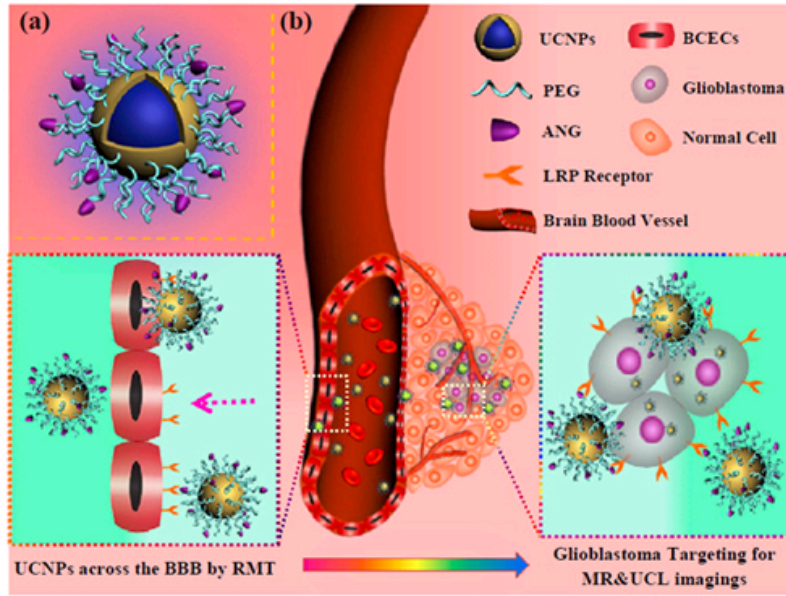 (a)
(b)
UCNPs
BCECs
PEG
Glioblastoma
ANG
Normal Cell
LRP Receptor
Brain Blood Vessel
UCNPs across the BBB by RMT
Glioblastoma Targeting for
MR&UCL imagings